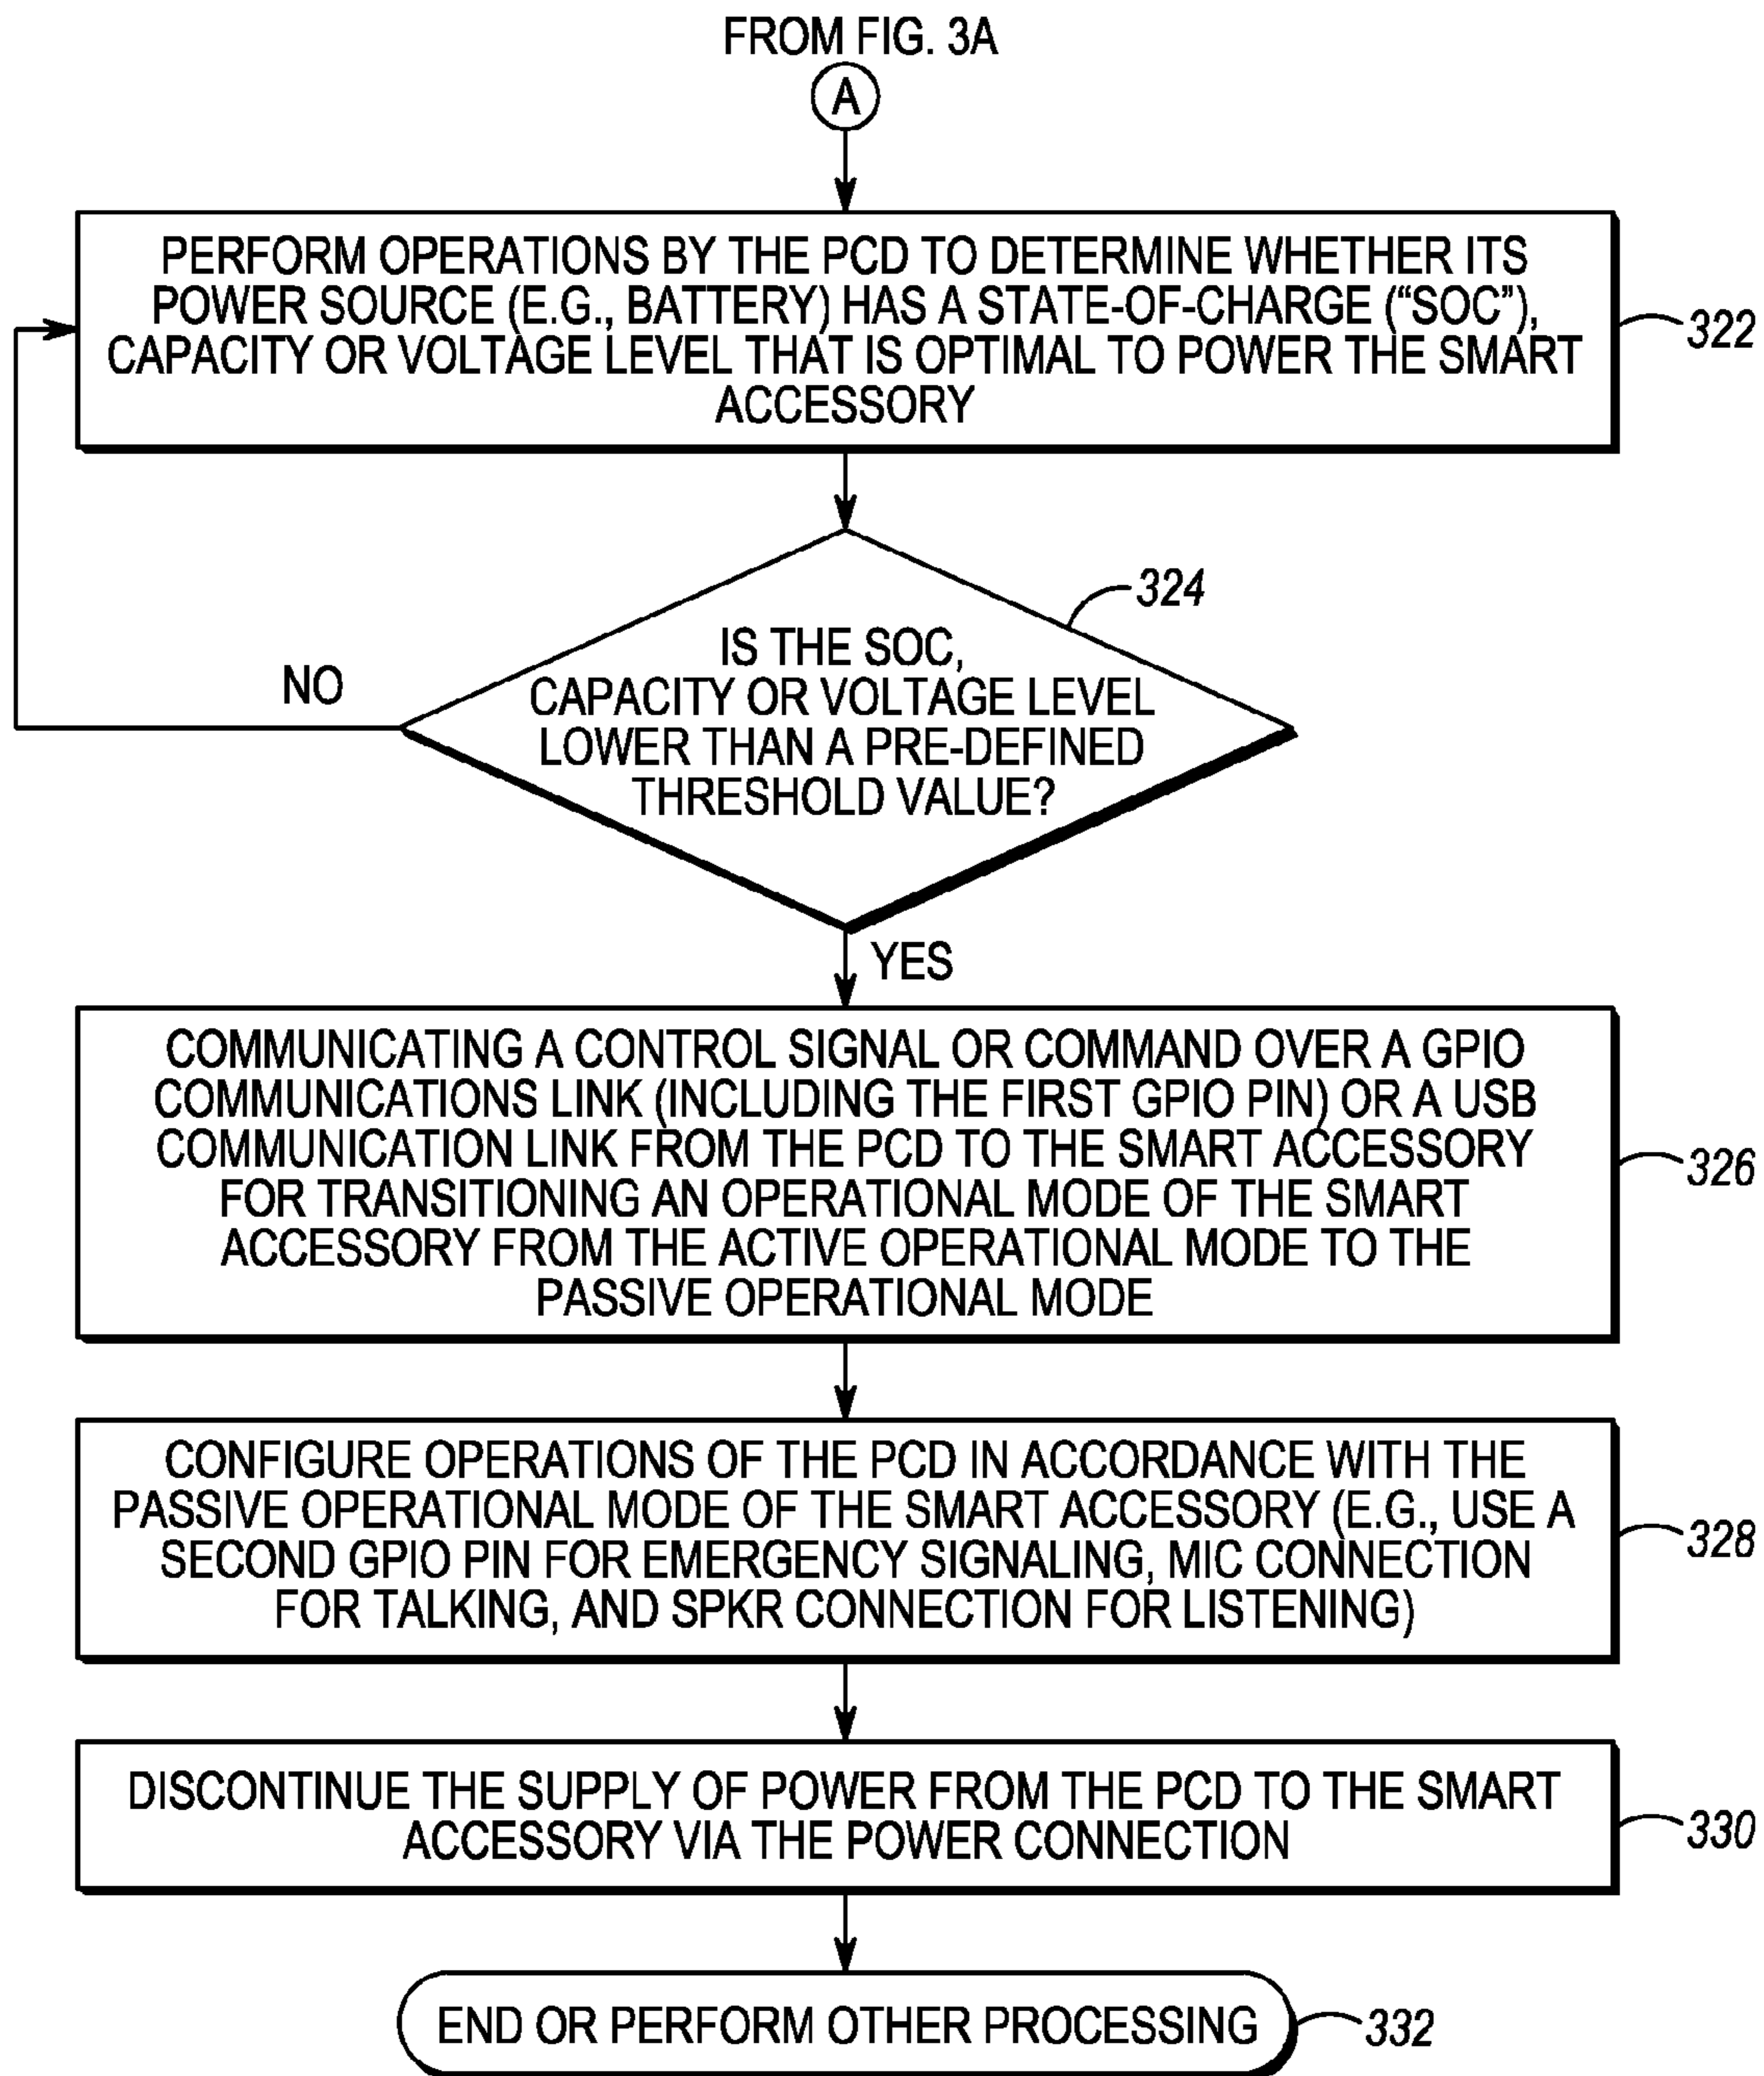 FROM FIG. 3A
A
PERFORM OPERATIONS BY THE PCD TO DETERMINE WHETHER ITS
POWER SOURCE (E.G., BATTERY) HAS A STATE-OF-CHARGE (“SOC”),
CAPACITY OR VOLTAGE LEVEL THAT IS OPTIMAL TO POWER THE SMART
ACCESSORY
322
324
IS THE SOC,
CAPACITY OR VOLTAGE LEVEL
LOWER THAN A PRE-DEFINED
THRESHOLD VALUE?
NO
YES
COMMUNICATING A CONTROL SIGNAL OR COMMAND OVER A GPIO
COMMUNICATIONS LINK (INCLUDING THE FIRST GPIO PIN) OR A USB
COMMUNICATION LINK FROM THE PCD TO THE SMART ACCESSORY
FOR TRANSITIONING AN OPERATIONAL MODE OF THE SMART
ACCESSORY FROM THE ACTIVE OPERATIONAL MODE TO THE
PASSIVE OPERATIONAL MODE
326
CONFIGURE OPERATIONS OF THE PCD IN ACCORDANCE WITH THE
PASSIVE OPERATIONAL MODE OF THE SMART ACCESSORY (E.G., USE A
SECOND GPIO PIN FOR EMERGENCY SIGNALING, MIC CONNECTION
FOR TALKING, AND SPKR CONNECTION FOR LISTENING)
328
DISCONTINUE THE SUPPLY OF POWER FROM THE PCD TO THE SMART
ACCESSORY VIA THE POWER CONNECTION
330
END OR PERFORM OTHER PROCESSING
332